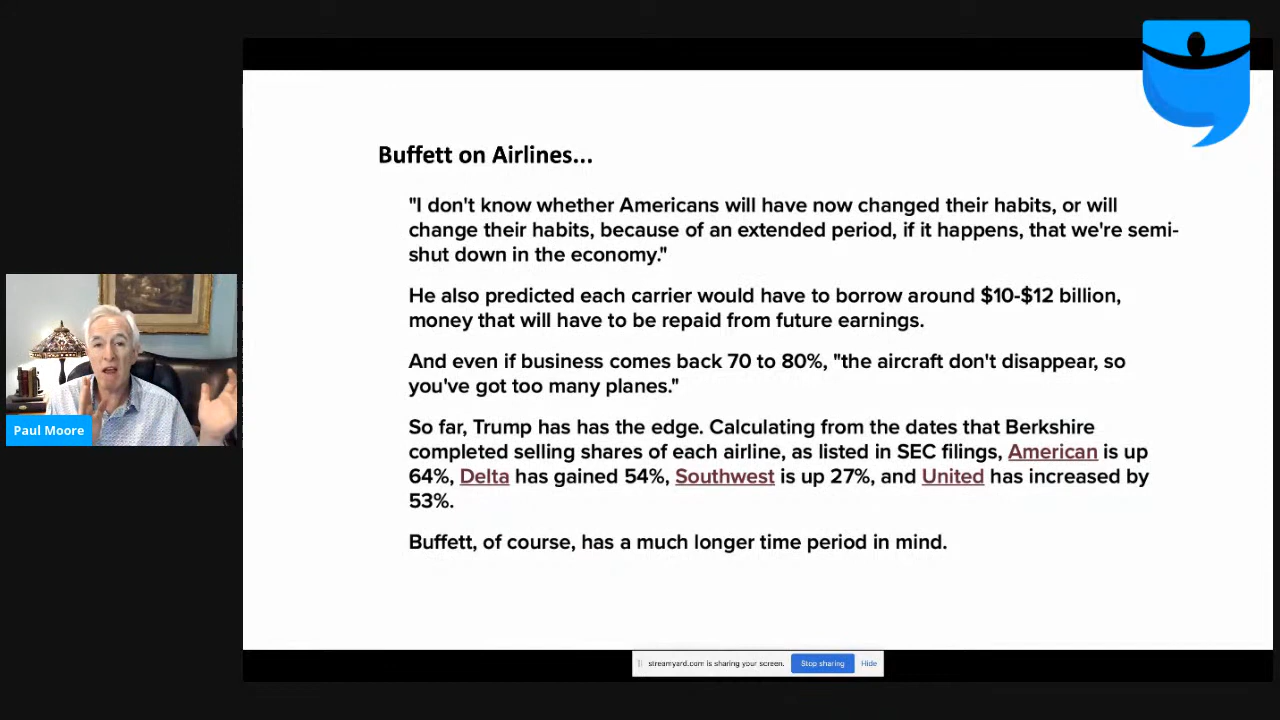 Buffett on Airlines...
"I don't know whether Americans will have now changed their habits, or will
change their habits, because of an extended period, if it happens, that we're semi-
shut down in the economy."
He also predicted each carrier would have to borrow around $10-$12 billion,
money that will have to be repaid from future earnings.
And even if business comes back 70 to 80%, "the aircraft don't disappear, so
you've got too many planes."
So far, Trump has has the edge. Calculating from the dates that Berkshire
completed selling shares of each airline, as listed in SEC filings, American is up
64%, Delta has gained 54%, Southwest is up 27%, and United has increased by
53%.
Buffett, of course, has a much longer time period in mind.
Paul Moore
streamyard.com is sharing your screen. Stop sharing Hide